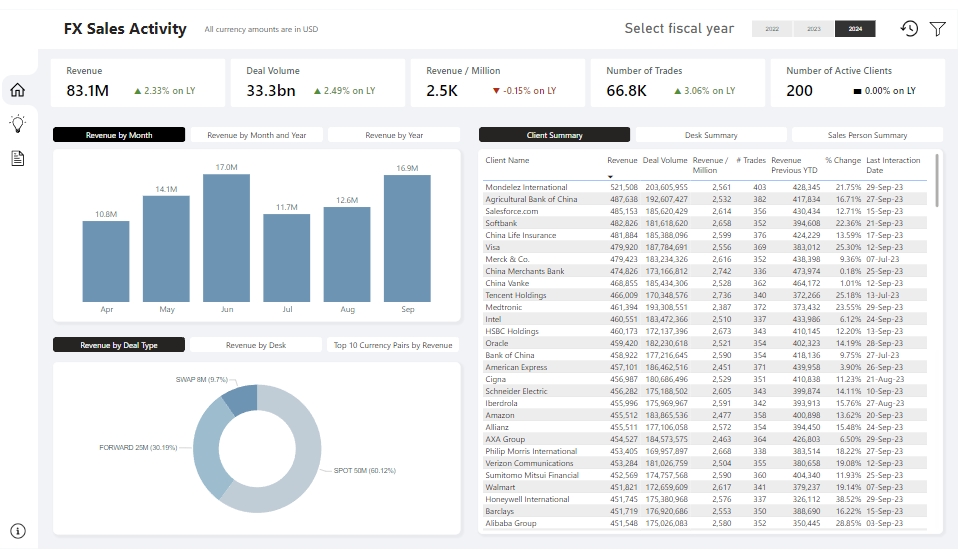 FX Sales Activity
All currency amounts are in USD
Select fiscal year
2022 2023 2024
Revenue
83.1M ▲ 2.33% on LY
Deal Volume
33.3bn ▲ 2.49% on LY
Revenue / Million
2.5K ▼ -0.15% on LY
Number of Trades
66.8K ▲ 3.06% on LY
Number of Active Clients
200 0.00% on LY
Revenue by Month Revenue by Month and Year Revenue by Year
10.8M 14.1M 17.0M 11.7M 12.6M 16.9M
Apr May Jun Jul Aug Sep
Revenue by Deal Type Revenue by Desk Top 10 Currency Pairs by Revenue
SWAP 8M (9.7%)
FORWARD 25M (30.19%)
SPOT 50M (60.12%)
Client Summary Desk Summary Sales Person Summary
Client Name Revenue Deal Volume Revenue / # Trades Revenue % Change Last Interaction
Million Previous YTD Date
Mondelez International 521,508 203,605,955 2,561 403 428,345 21.75% 29-Sep-23
Agricultural Bank of China 487,638 192,607,427 2,532 382 417,834 16.71% 27-Sep-23
Salesforce.com 485,153 185,620,429 2,614 356 430,434 12.71% 15-Sep-23
Softbank 482,826 181,618,620 2,658 352 394,608 22.36% 21-Sep-23
China Life Insurance 481,884 185,388,096 2,599 376 424,229 13.59% 17-Sep-23
Visa 479,920 187,784,691 2,556 369 383,012 25.30% 12-Sep-23
Merck & Co. 479,423 183,234,626 2,616 352 438,398 9.36% 07-Jul-23
China Merchants Bank 474,826 173,166,812 2,742 336 473,974 0.18% 25-Sep-23
China Vanke 468,855 185,434,306 2,528 362 464,172 1.01% 12-Sep-23
Tencent Holdings 466,009 170,348,576 2,736 340 372,266 25.18% 13-Jul-23
Medtronic 461,394 193,308,551 2,387 372 373,432 23.55% 29-Sep-23
Intel 460,551 183,472,366 2,510 337 433,986 6.12% 24-Sep-23
HSBC Holdings 460,173 172,137,396 2,673 343 410,145 12.20% 13-Sep-23
Oracle 459,420 182,230,618 2,521 354 402,323 14.19% 28-Sep-23
Bank of China 458,922 177,216,645 2,590 354 418,136 9.75% 27-Jul-23
American Express 457,101 186,462,516 2,451 371 439,958 3.90% 26-Sep-23
Cigna 456,987 180,686,496 2,529 351 410,838 11.23% 21-Aug-23
Schneider Electric 456,282 175,188,502 2,605 343 399,874 14.11% 10-Sep-23
Iberdrola 455,996 175,969,967 2,591 342 393,913 15.76% 27-Aug-23
Amazon 455,512 183,865,536 2,477 358 400,898 13.62% 20-Sep-23
Allianz 455,511 177,106,058 2,572 354 394,450 15.48% 24-Sep-23
AXA Group 454,527 184,573,575 2,463 364 426,803 6.50% 29-Sep-23
Philip Morris International 453,405 169,957,897 2,668 338 383,514 18.22% 27-Sep-23
Verizon Communications 453,284 181,026,759 2,504 355 380,658 19.08% 12-Sep-23
Sumitomo Mitsui Financial 452,569 174,757,568 2,590 360 404,340 11.93% 25-Sep-23
Walmart 451,821 172,659,609 2,617 341 379,237 19.14% 07-Sep-23
Honeywell International 451,745 175,380,968 2,576 337 326,112 38.52% 29-Sep-23
Barclays 451,719 176,920,686 2,553 350 388,690 16.22% 15-Sep-23
Alibaba Group 451,548 175,026,083 2,580 352 350,445 28.85% 03-Sep-23